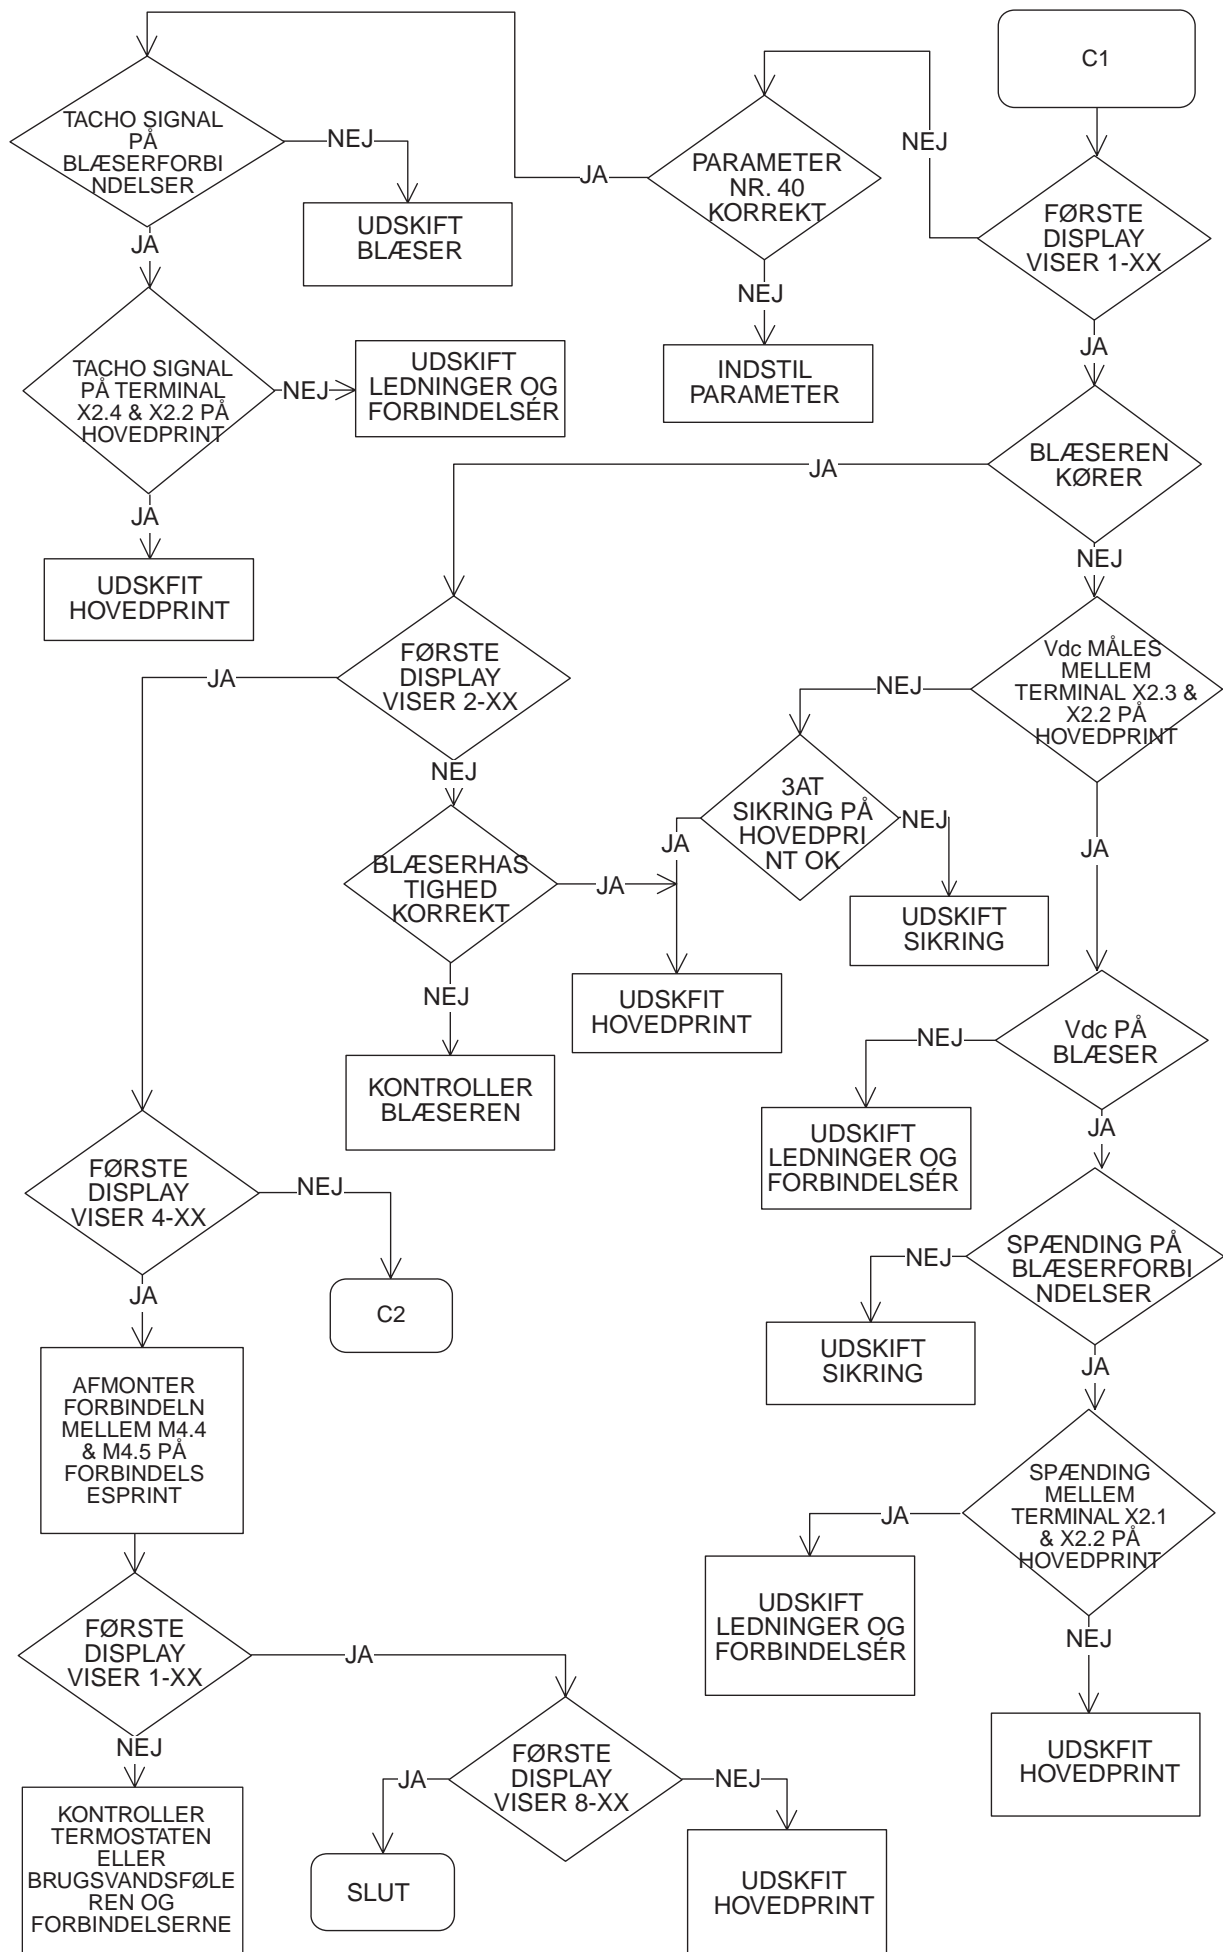 C1
FØRSTE
DISPLAY
VISER 1-XX
NEJ
JA
PARAMETER
NR. 40
KORREKT
JA
NEJ
INDSTIL
PARAMETER
TACHO SIGNAL
PÅ
BLÆSERFORBI
NDELSER
NEJ
UDSKIFT
BLÆSER
JA
TACHO SIGNAL
PÅ TERMINAL
X2.4 & X2.2 PÅ
HOVEDPRINT
NEJ
UDSKIFT
LEDNINGER OG
FORBINDELSÉR
JA
UDSKFIT
HOVEDPRINT
BLÆSEREN
KØRER
JA
NEJ
FØRSTE
DISPLAY
VISER 2-XX
JA
NEJ
BLÆSERHAS
TIGHED
KORREKT
JA
NEJ
KONTROLLER
BLÆSEREN
Vdc MÅLES
MELLEM
TERMINAL X2.3 &
X2.2 PÅ
HOVEDPRINT
NEJ
JA
3AT
SIKRING PÅ
HOVEDPRI
NT OK
JA
NEJ
UDSKIFT
SIKRING
UDSKFIT
HOVEDPRINT
Vdc PÅ
BLÆSER
NEJ
UDSKIFT
LEDNINGER OG
FORBINDELSÉR
JA
SPÆNDING PÅ
BLÆSERFORBI
NDELSER
NEJ
UDSKIFT
SIKRING
JA
SPÆNDING
MELLEM
TERMINAL X2.1
& X2.2 PÅ
HOVEDPRINT
JA
UDSKIFT
LEDNINGER OG
FORBINDELSÉR
NEJ
UDSKFIT
HOVEDPRINT
FØRSTE
DISPLAY
VISER 4-XX
NEJ
C2
JA
AFMONTER
FORBINDELN
MELLEM M4.4
& M4.5 PÅ
FORBINDELS
ESPRINT
FØRSTE
DISPLAY
VISER 1-XX
JA
NEJ
KONTROLLER
TERMOSTATEN
ELLER
BRUGSVANDSFØLE
REN OG
FORBINDELSERNE
FØRSTE
DISPLAY
VISER 8-XX
JA
SLUT
NEJ
UDSKFIT
HOVEDPRINT